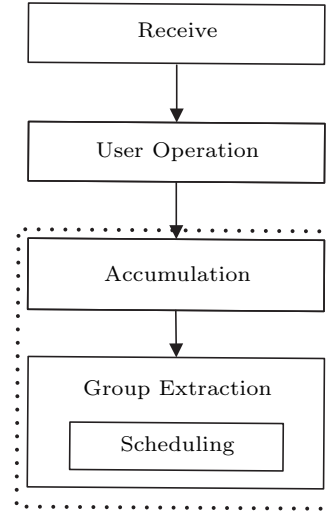 Receive
User Operation
Accumulation
Group Extraction
Scheduling